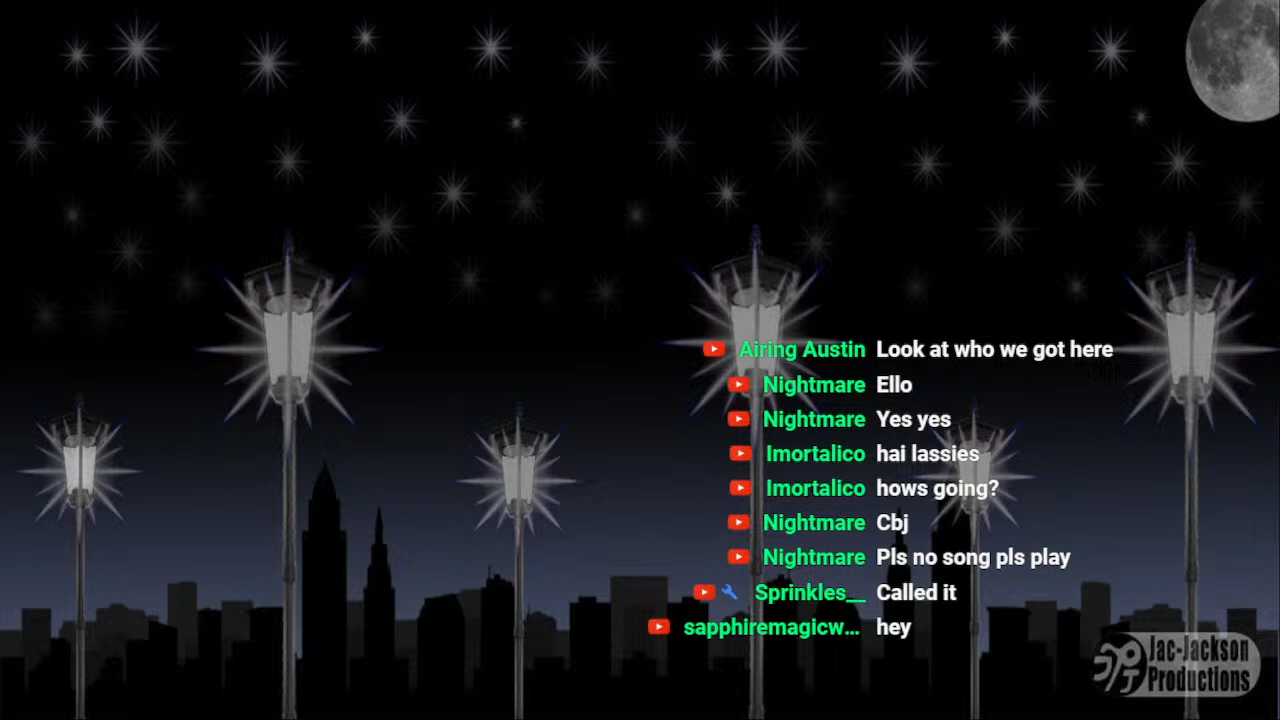 Airing Austin Look at who we got here
Nightmare Ello
Nightmare Yes yes
Imortalico hai lassies
Imortalico hows going?
Nightmare Cbj
Nightmare Pls no song pls play
Sprinkles__ Called it
sapphiremagicw... hey
Jac-Jackson
Productions